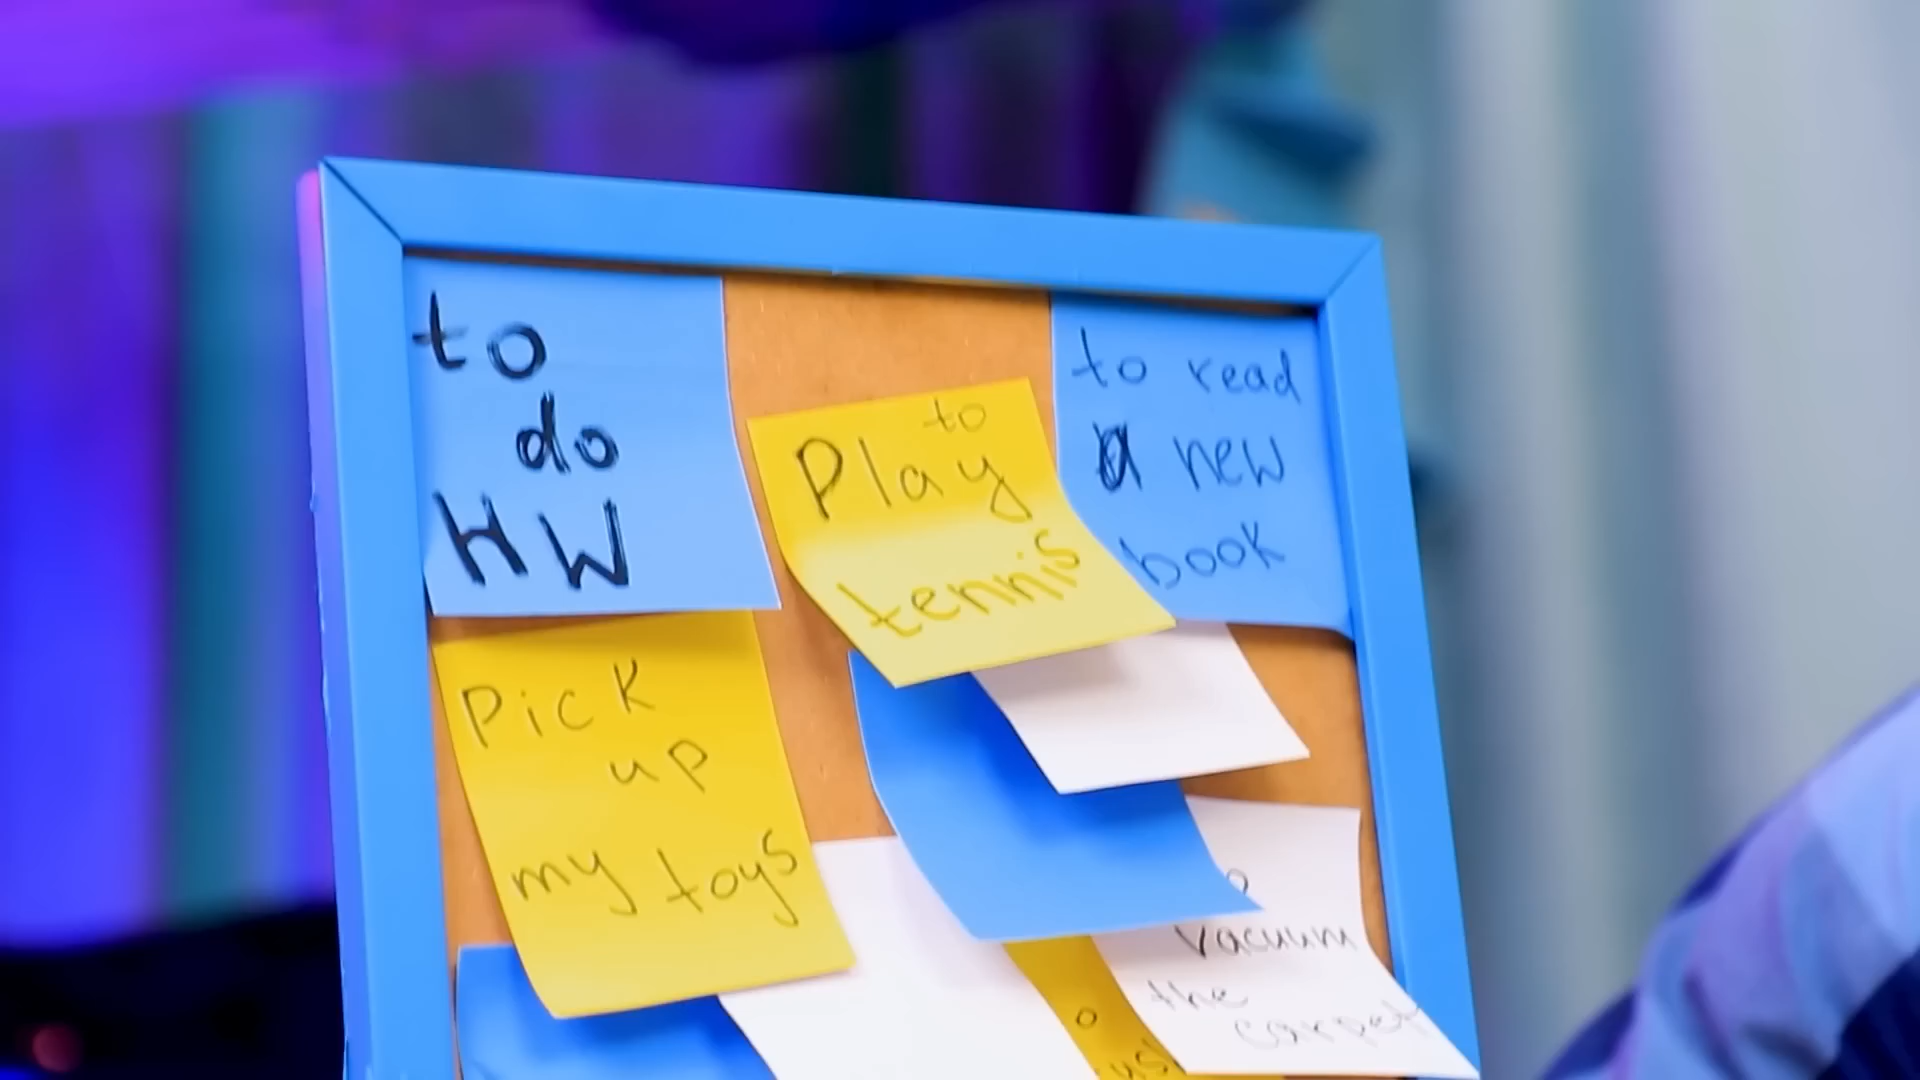 to
do
HW
to
Play
tennis
to read
a new
book
Pick
up
my toys
vacuum
the
carpet